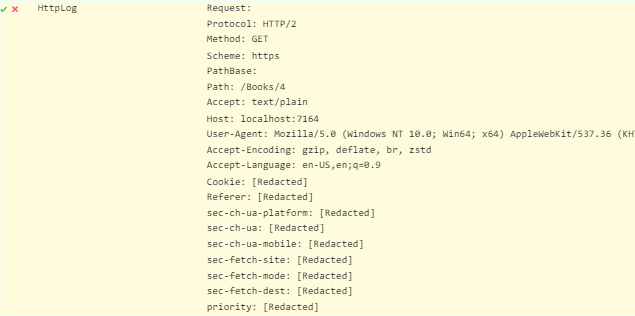 HttpLog Request:
Protocol: HTTP/2
Method: GET
Scheme: https
PathBase:
Path: /Books/4
Accept: text/plain
Host: localhost:7164
User-Agent: Mozilla/5.0 (Windows NT 10.0; Win64; x64) AppleWebKit/537.36 (KHT
Accept-Encoding: gzip, deflate, br, zstd
Accept-Language: en-US,en;q=0.9
Cookie: [Redacted]
Referer: [Redacted]
sec-ch-ua-platform: [Redacted]
sec-ch-ua: [Redacted]
sec-ch-ua-mobile: [Redacted]
sec-fetch-site: [Redacted]
sec-fetch-mode: [Redacted]
sec-fetch-dest: [Redacted]
priority: [Redacted]